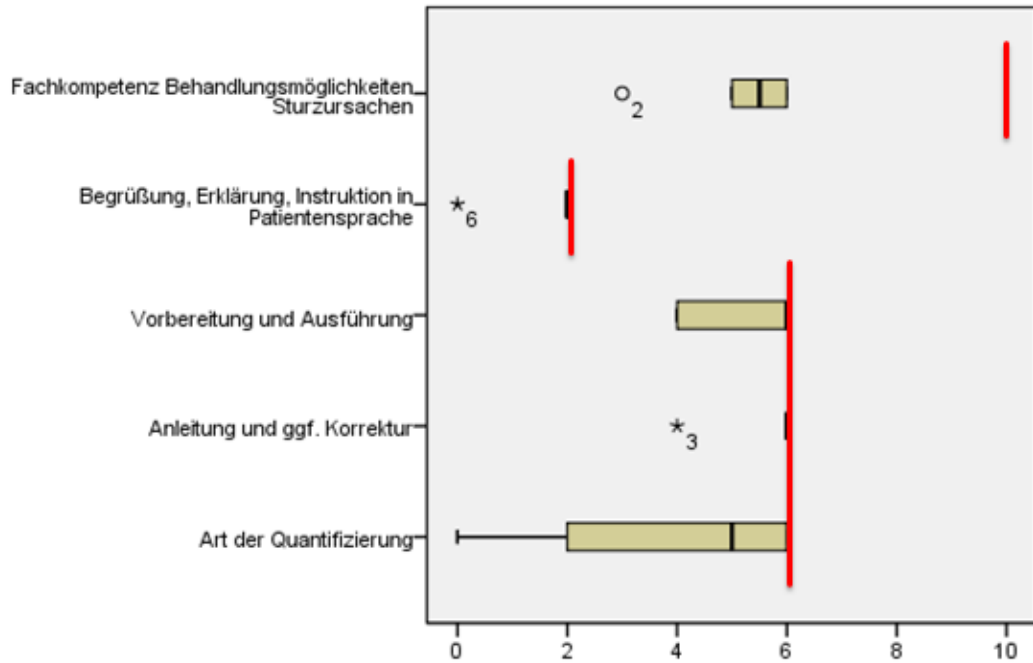 Fachkompetenz Behandlungsmöglichkeiten
Sturzursachen
2
Begrüßung, Erklärung, Instruktion in
Patientensprache
6
Vorbereitung und Ausführung
Anleitung und ggf. Korrektur
3
Art der Quantifizierung
0 2 4 6 8 10